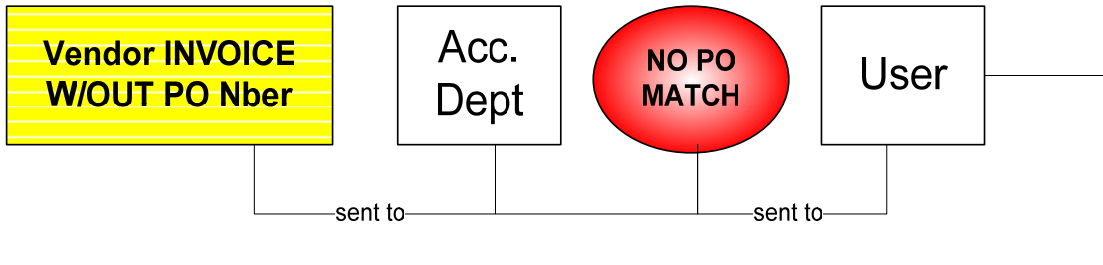 Vendor INVOICE
W/OUT PO Nber
Acc.
Dept
NO PO
MATCH
User
sent to
sent to